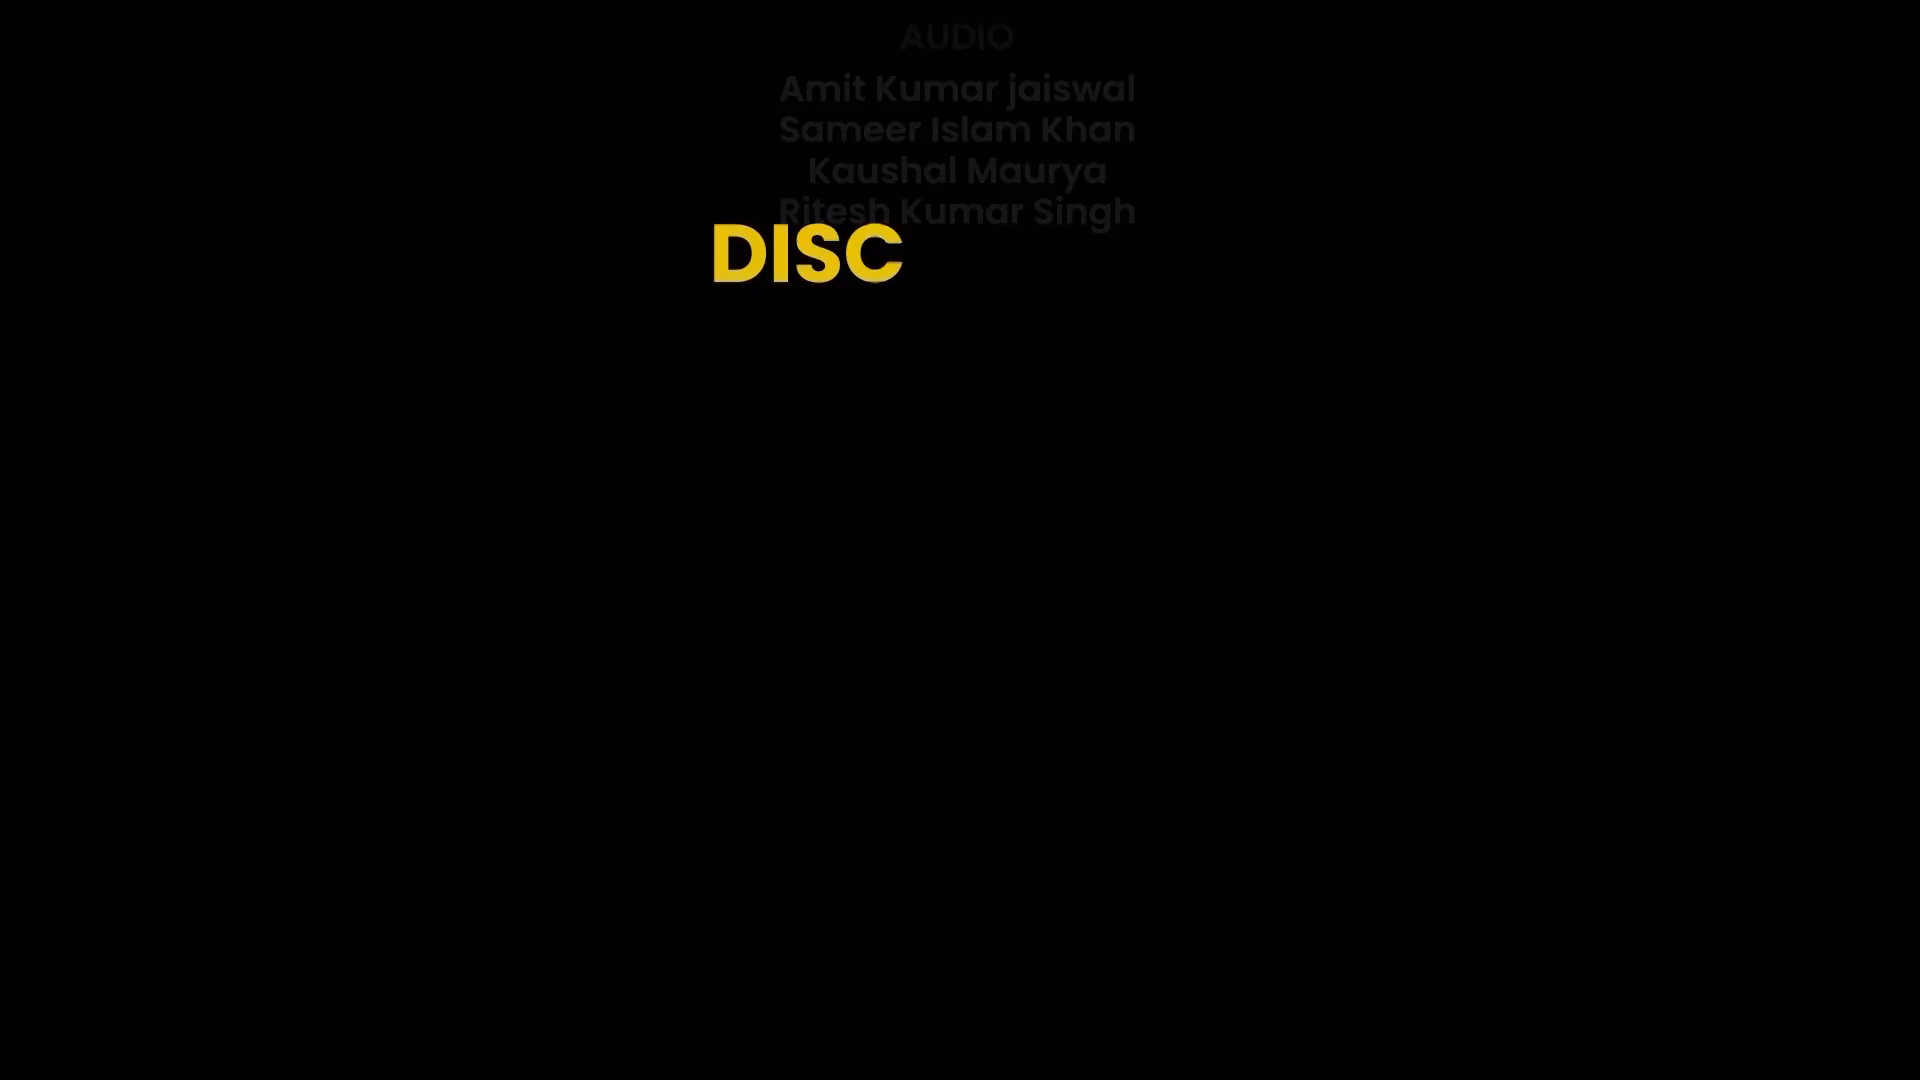 AUDIO
Amit Kumar jaiswal
Sameer Islam Khan
Kaushal Maurya
Ritesh Kumar Singh
DISC